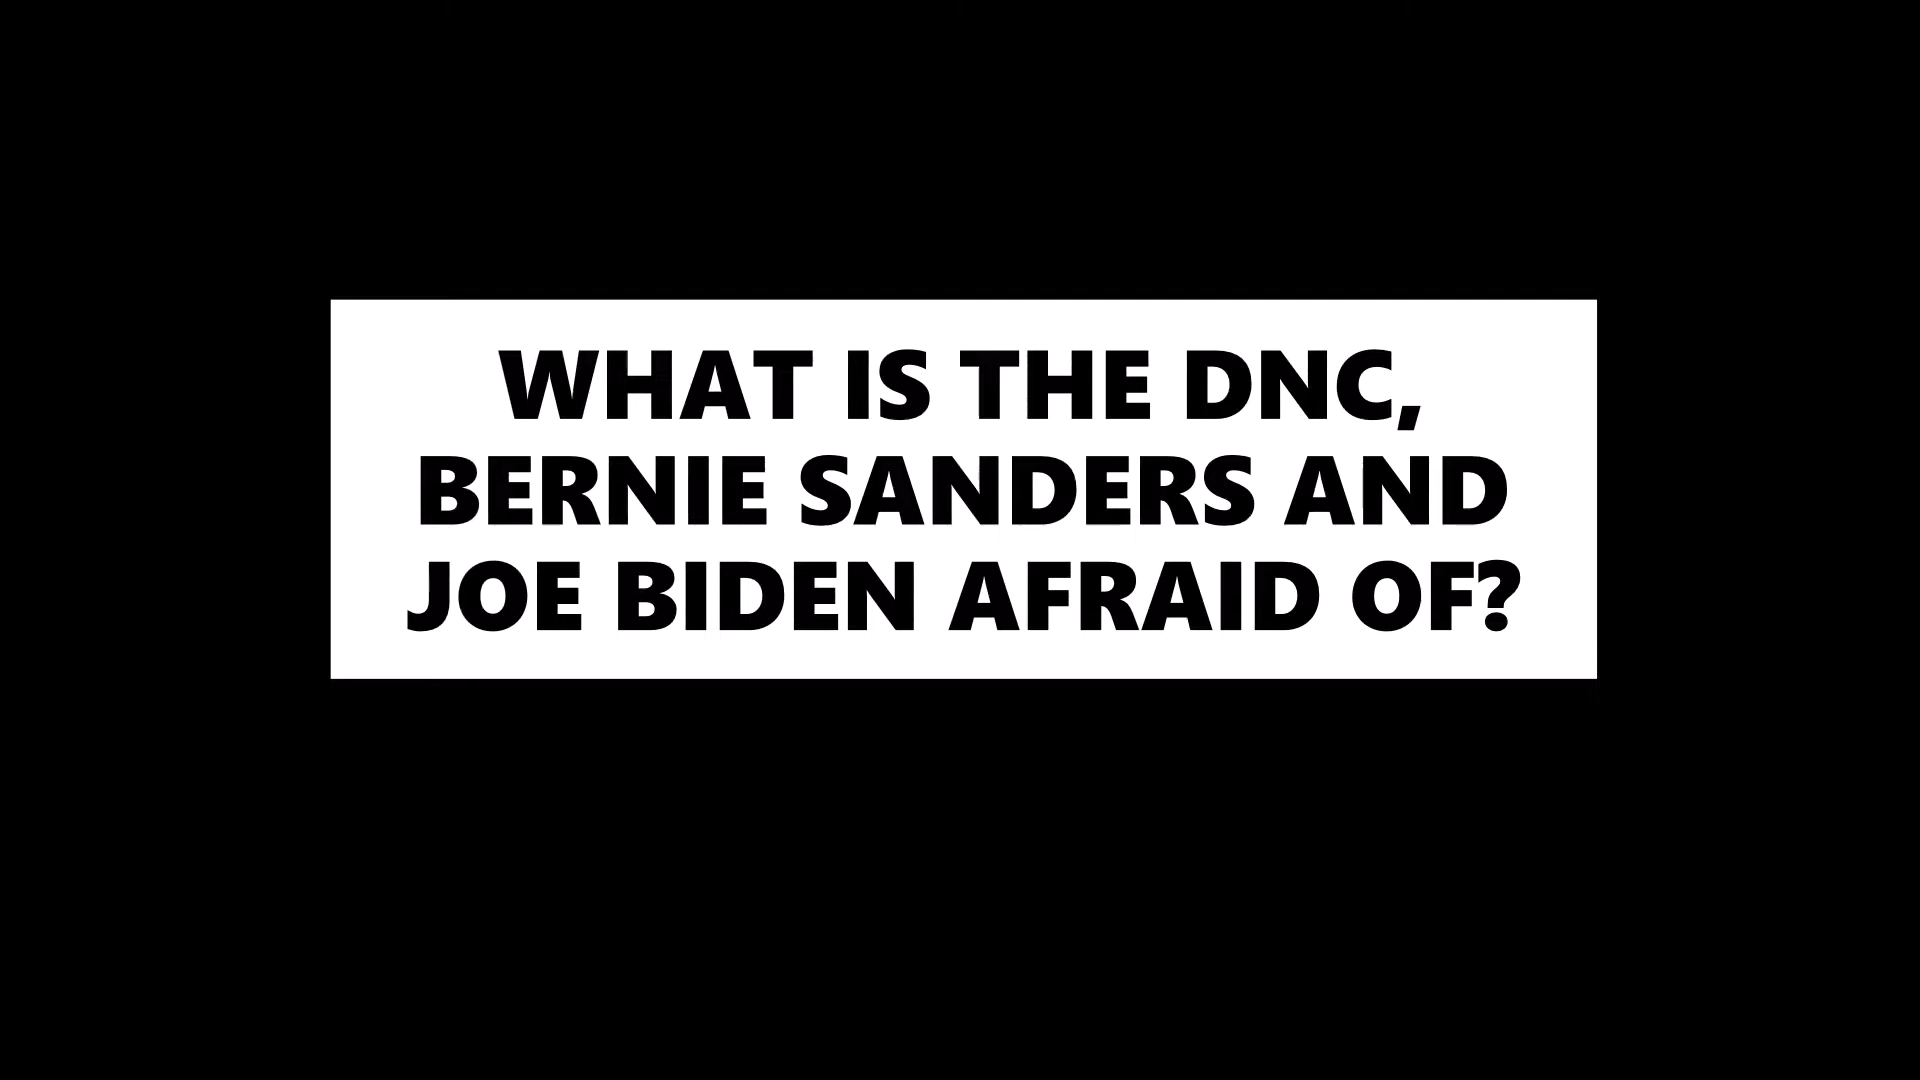 WHAT IS THE DNC,
BERNIE SANDERS AND
JOE BIDEN AFRAID OF?